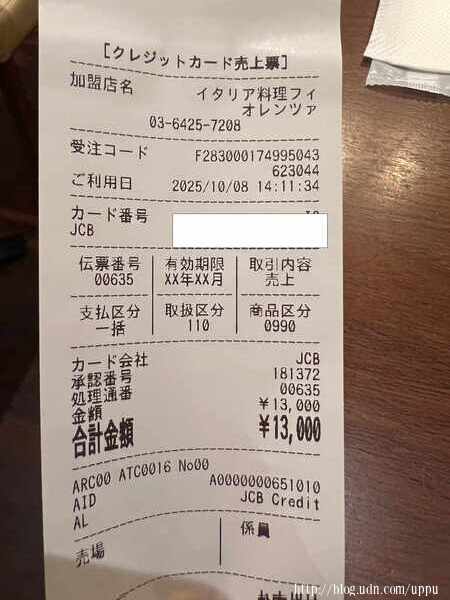 [クレジットカード売上票]
加盟店名
イタリア料理フィ
オレンツァ
03-6425-7208
受注コード F283000174995043
623044
ご利用日 2025/10/08 14:11:34
カード番号
JCB
伝票番号 有効期限 取引内容
00635 XX年XX月 売上
支払区分 取扱区分 商品区分
一括 110 0990
カード会社 JCB
承認番号 181372
処理通番 00635
金額 ¥13,000
合計金額 ¥13,000
ARC00 ATC0016 No00
AID A0000000651010
AL JCB Credit
売場 係員
http://blog.udn.com/uppu